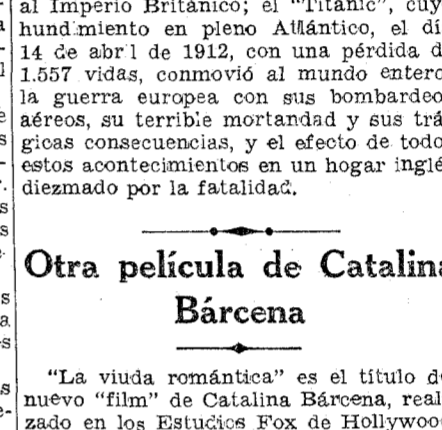 al Imperio Británico; el "Titanic", cuy
hundimiento en pleno Atlántico, el dí
14 de abril de 1912, con una pérdida d
1.557 vidas, conmovió al mundo entero
la guerra europea con sus bombardeo
aéreos, su terrible mortandad y sus trá
gicas consecuencias, y el efecto de todo
estos acontecimientos en un hogar inglé
diezmado por la fatalidad.
Otra película de Catalina
Bárcena
"La viuda romántica" es el título d
nuevo "film" de Catalina Bárcena, real
zado en los Estudios Fox de Hollywoo